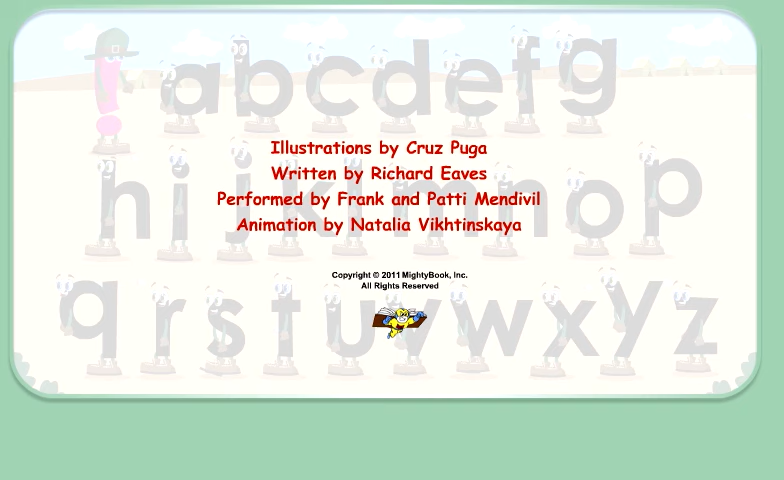 a b c d e f g
Illustrations by Cruz Puga
Written by Richard Eaves
Performed by Frank and Patti Mendivil
Animation by Natalia Vikhtinskaya
h i j k l m n o p
Copyright © 2011 MightyBook, Inc.
All Rights Reserved
q r s t u v w x y z